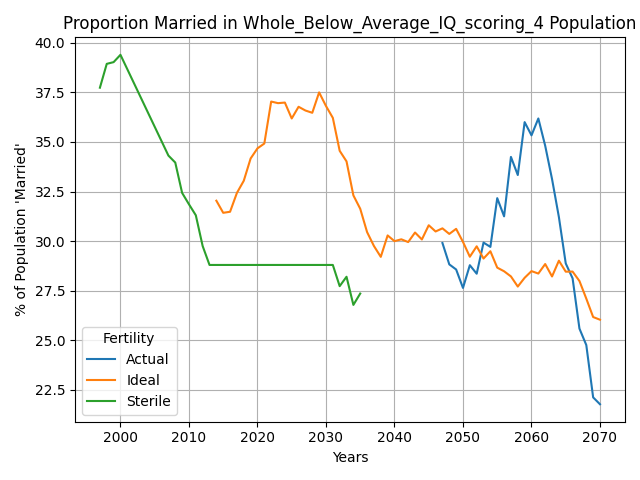 Proportion Married in Whole_Below_Average_IQ_scoring_4 Population
% of Population 'Married'
40.0
37.5
35.0
32.5
30.0
27.5
25.0
22.5
Fertility
Actual
Ideal
Sterile
2000 2010 2020 2030 2040 2050 2060 2070
Years